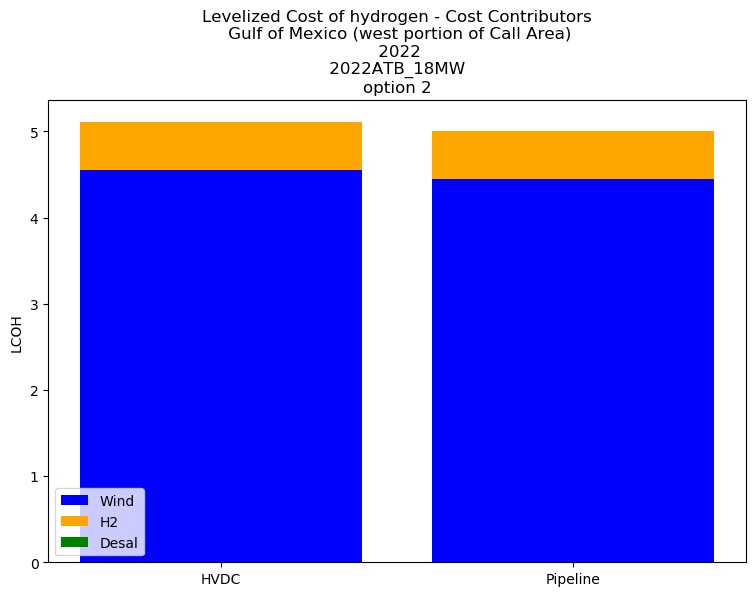 Levelized Cost of hydrogen - Cost Contributors
Gulf of Mexico (west portion of Call Area)
2022
2022ATB_18MW
option 2
5
4
3
2
1
0
LCOH
Wind
H2
Desal
HVDC
Pipeline